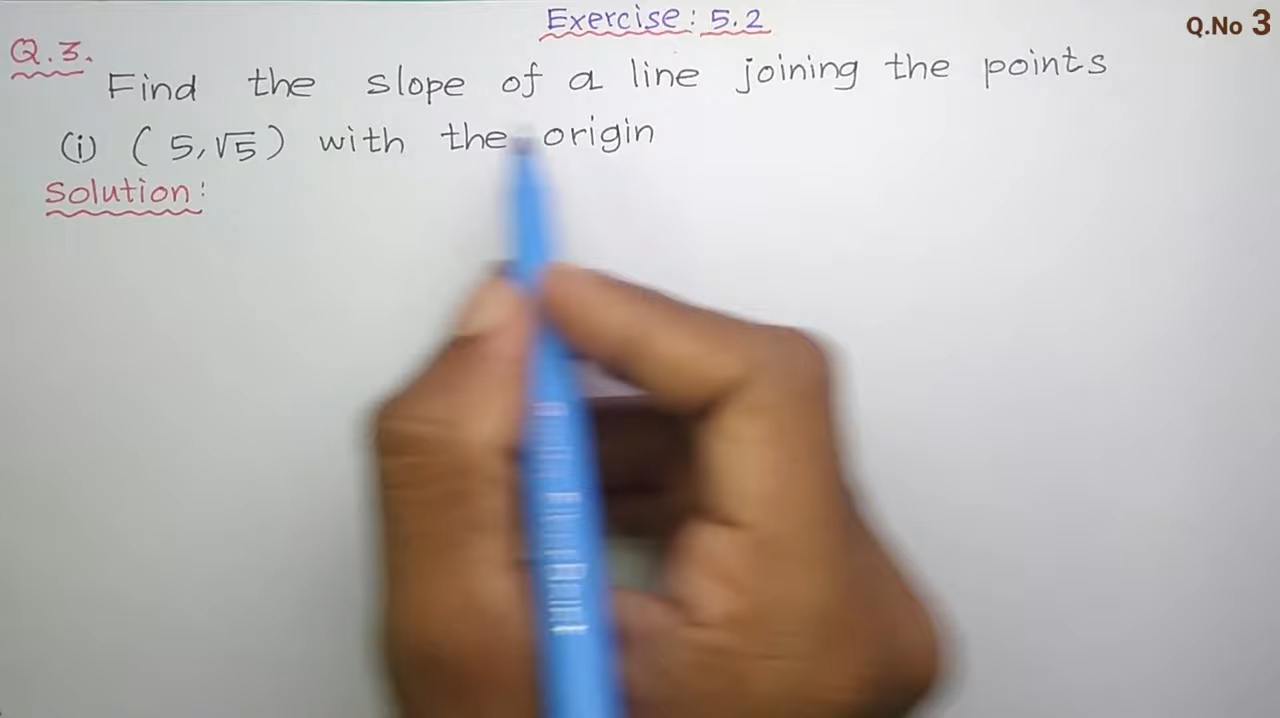 Exercise: 5.2
Q.No 3
Q.3.
Find the slope of a line joining the points
(i) (5,√5) with the origin
Solution: